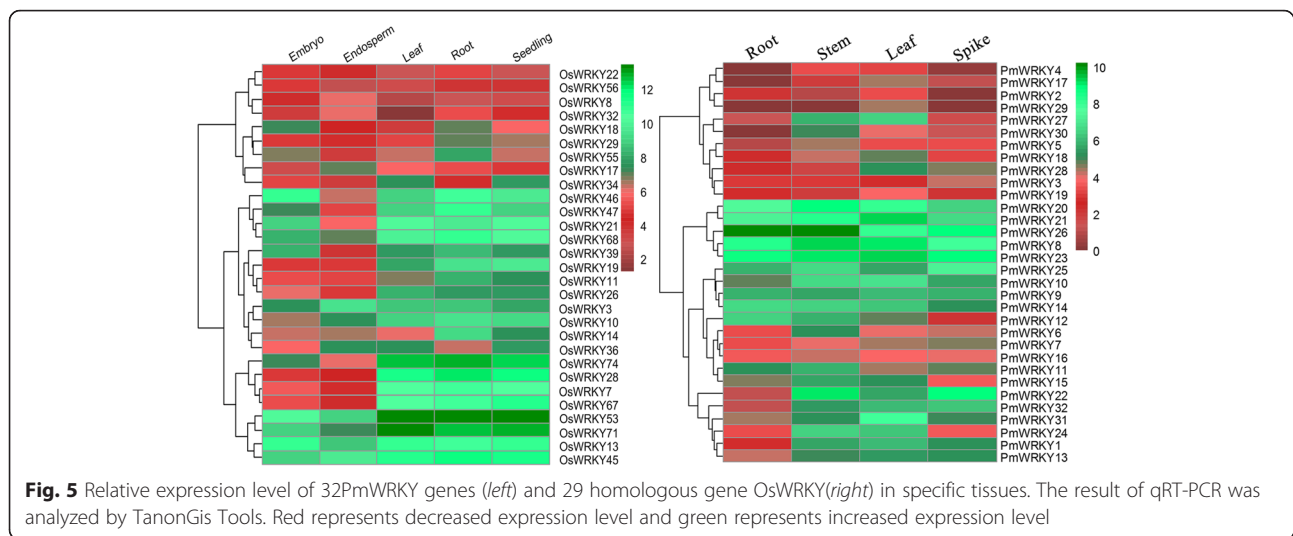 Embryo Endosperm Leaf Root Seedling
OsWRKY22
OsWRKY56
OsWRKY8
OsWRKY32
OsWRKY18
OsWRKY29
OsWRKY55
OsWRKY17
OsWRKY34
OsWRKY46
OsWRKY47
OsWRKY21
OsWRKY68
OsWRKY39
OsWRKY19
OsWRKY11
OsWRKY26
OsWRKY3
OsWRKY10
OsWRKY14
OsWRKY36
OsWRKY74
OsWRKY28
OsWRKY7
OsWRKY67
OsWRKY53
OsWRKY71
OsWRKY13
OsWRKY45
12
10
8
6
4
2
Root Stem Leaf Spike
PmWRKY4
PmWRKY17
PmWRKY2
PmWRKY29
PmWRKY27
PmWRKY30
PmWRKY5
PmWRKY18
PmWRKY28
PmWRKY3
PmWRKY19
PmWRKY20
PmWRKY21
PmWRKY26
PmWRKY8
PmWRKY23
PmWRKY25
PmWRKY10
PmWRKY9
PmWRKY14
PmWRKY12
PmWRKY6
PmWRKY7
PmWRKY16
PmWRKY11
PmWRKY15
PmWRKY22
PmWRKY32
PmWRKY31
PmWRKY24
PmWRKY1
PmWRKY13
10
8
6
4
2
0
Fig. 5 Relative expression level of 32PmWRKY genes (left) and 29 homologous gene OsWRKY(right) in specific tissues. The result of qRT-PCR was
analyzed by TanonGis Tools. Red represents decreased expression level and green represents increased expression level